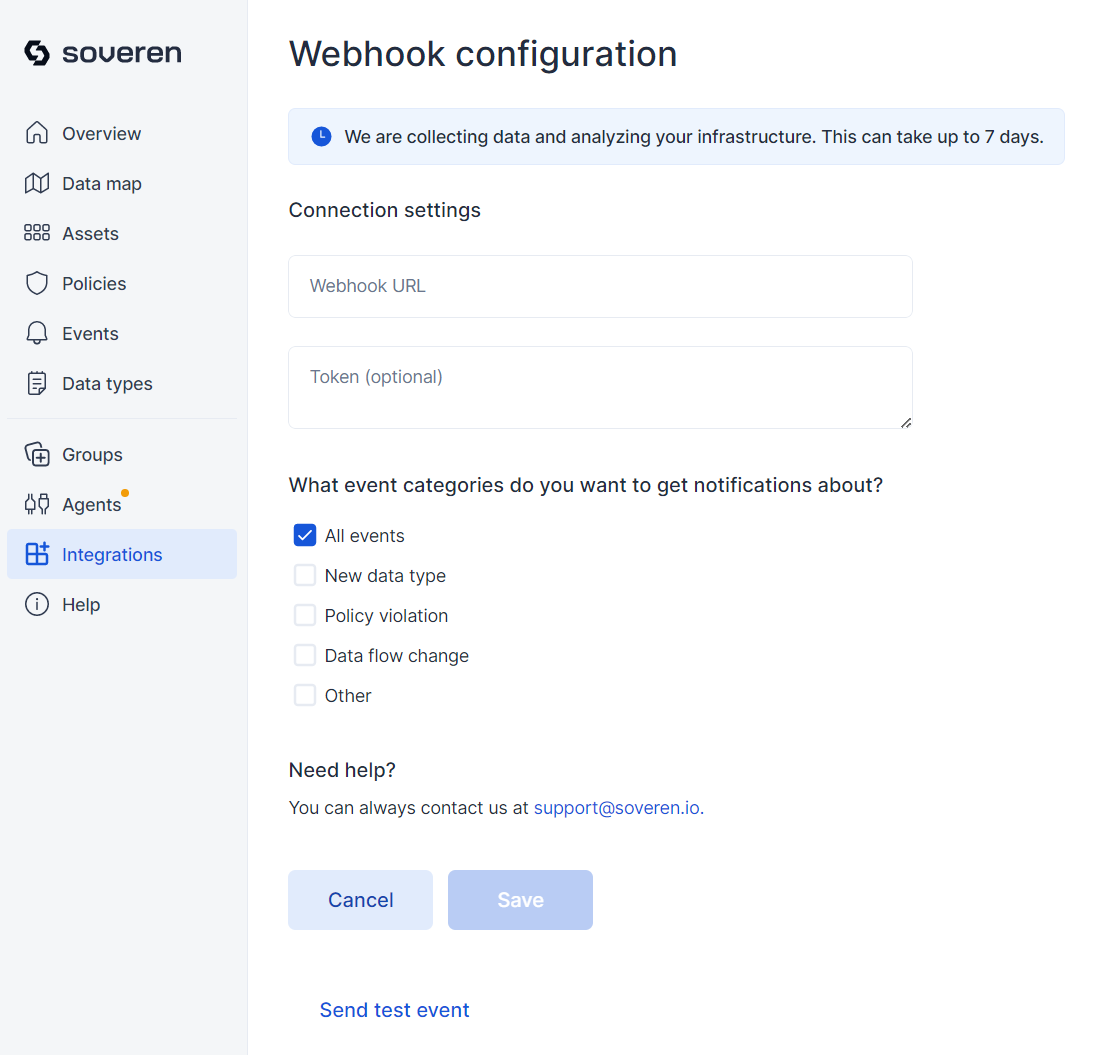 soveren
Overview
Data map
Assets
Policies
Events
Data types
Groups
Agents
Integrations
Help
Webhook configuration
We are collecting data and analyzing your infrastructure. This can take up to 7 days.
Connection settings
Webhook URL
Token (optional)
What event categories do you want to get notifications about?
All events
New data type
Policy violation
Data flow change
Other
Need help?
You can always contact us at support@soveren.io.
Cancel
Save
Send test event